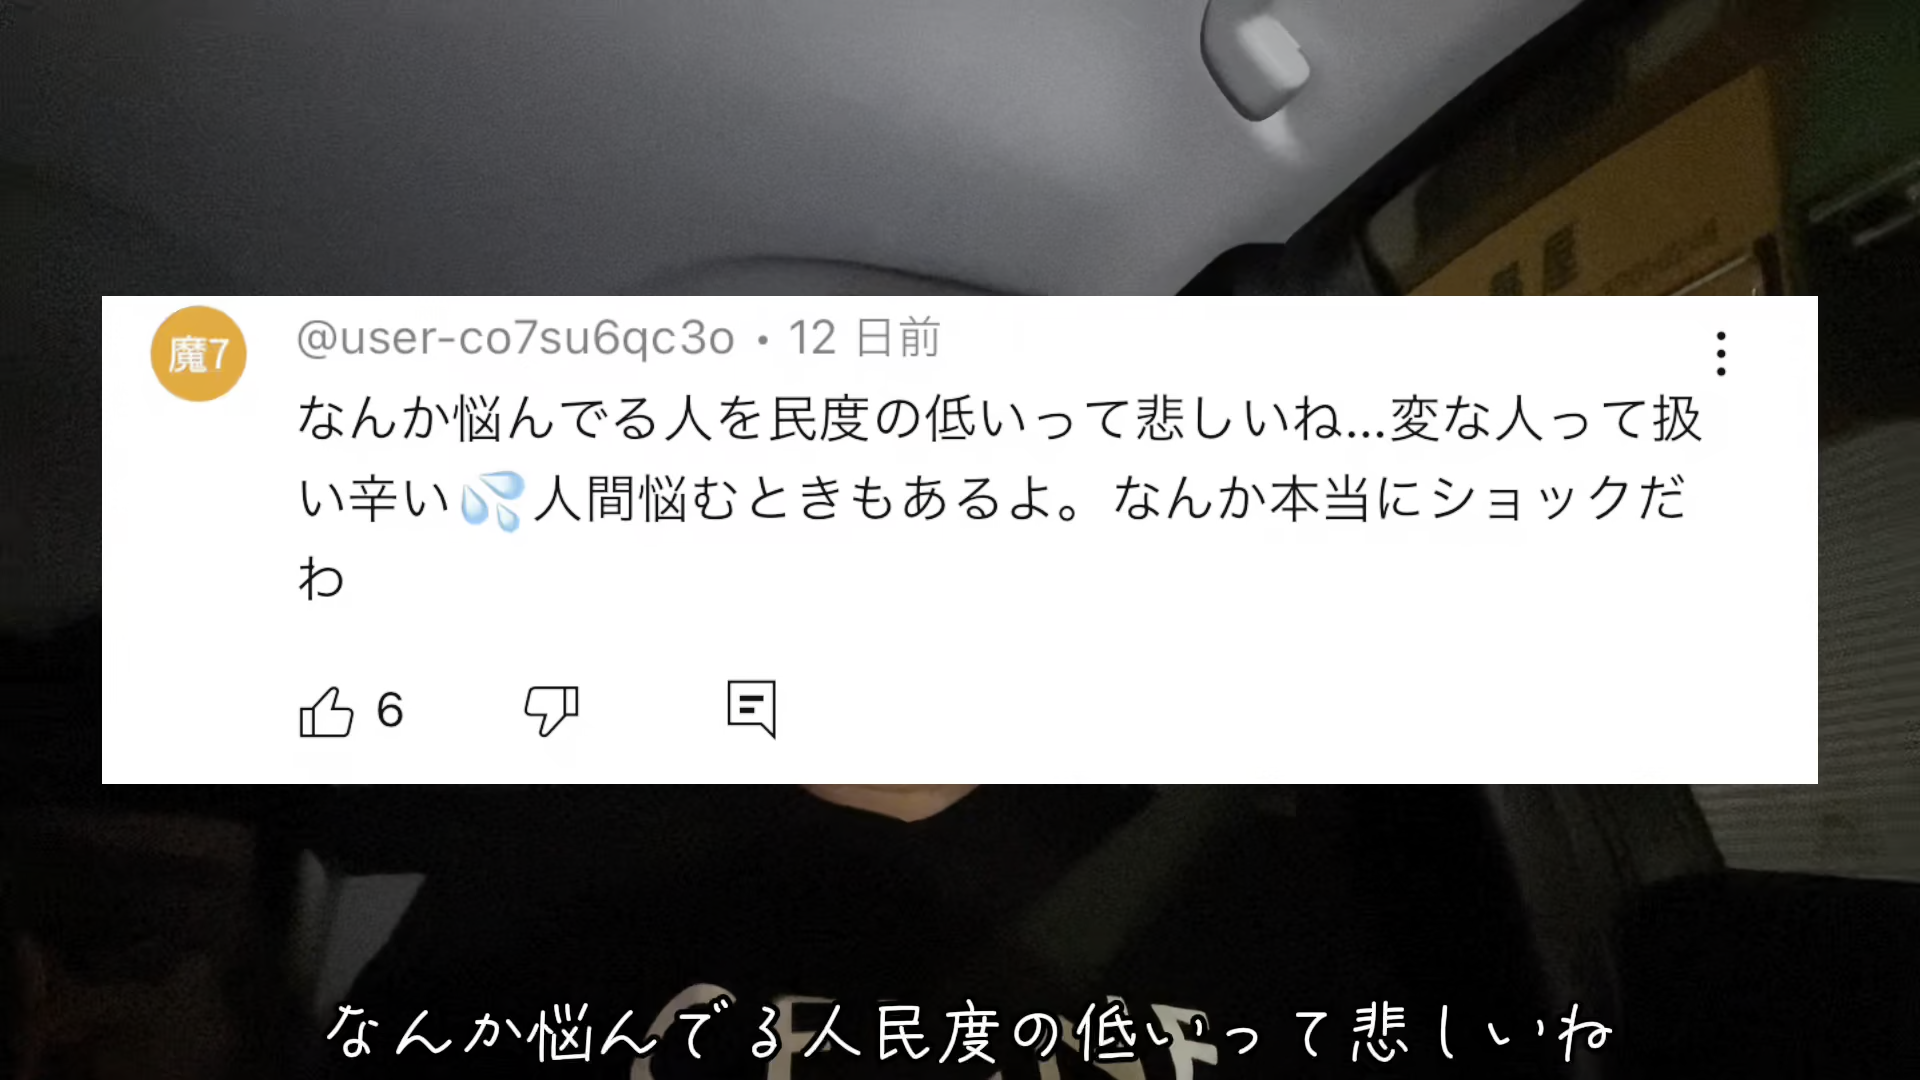 魔7
@user-co7su6qc3o・12 日前
なんか悩んでる人を民度の低いって悲しいね...変な人って扱
い辛い💦人間悩むときもあるよ。なんか本当にショックだ
わ
6
なんか悩んでる人民度の低いって悲しいね